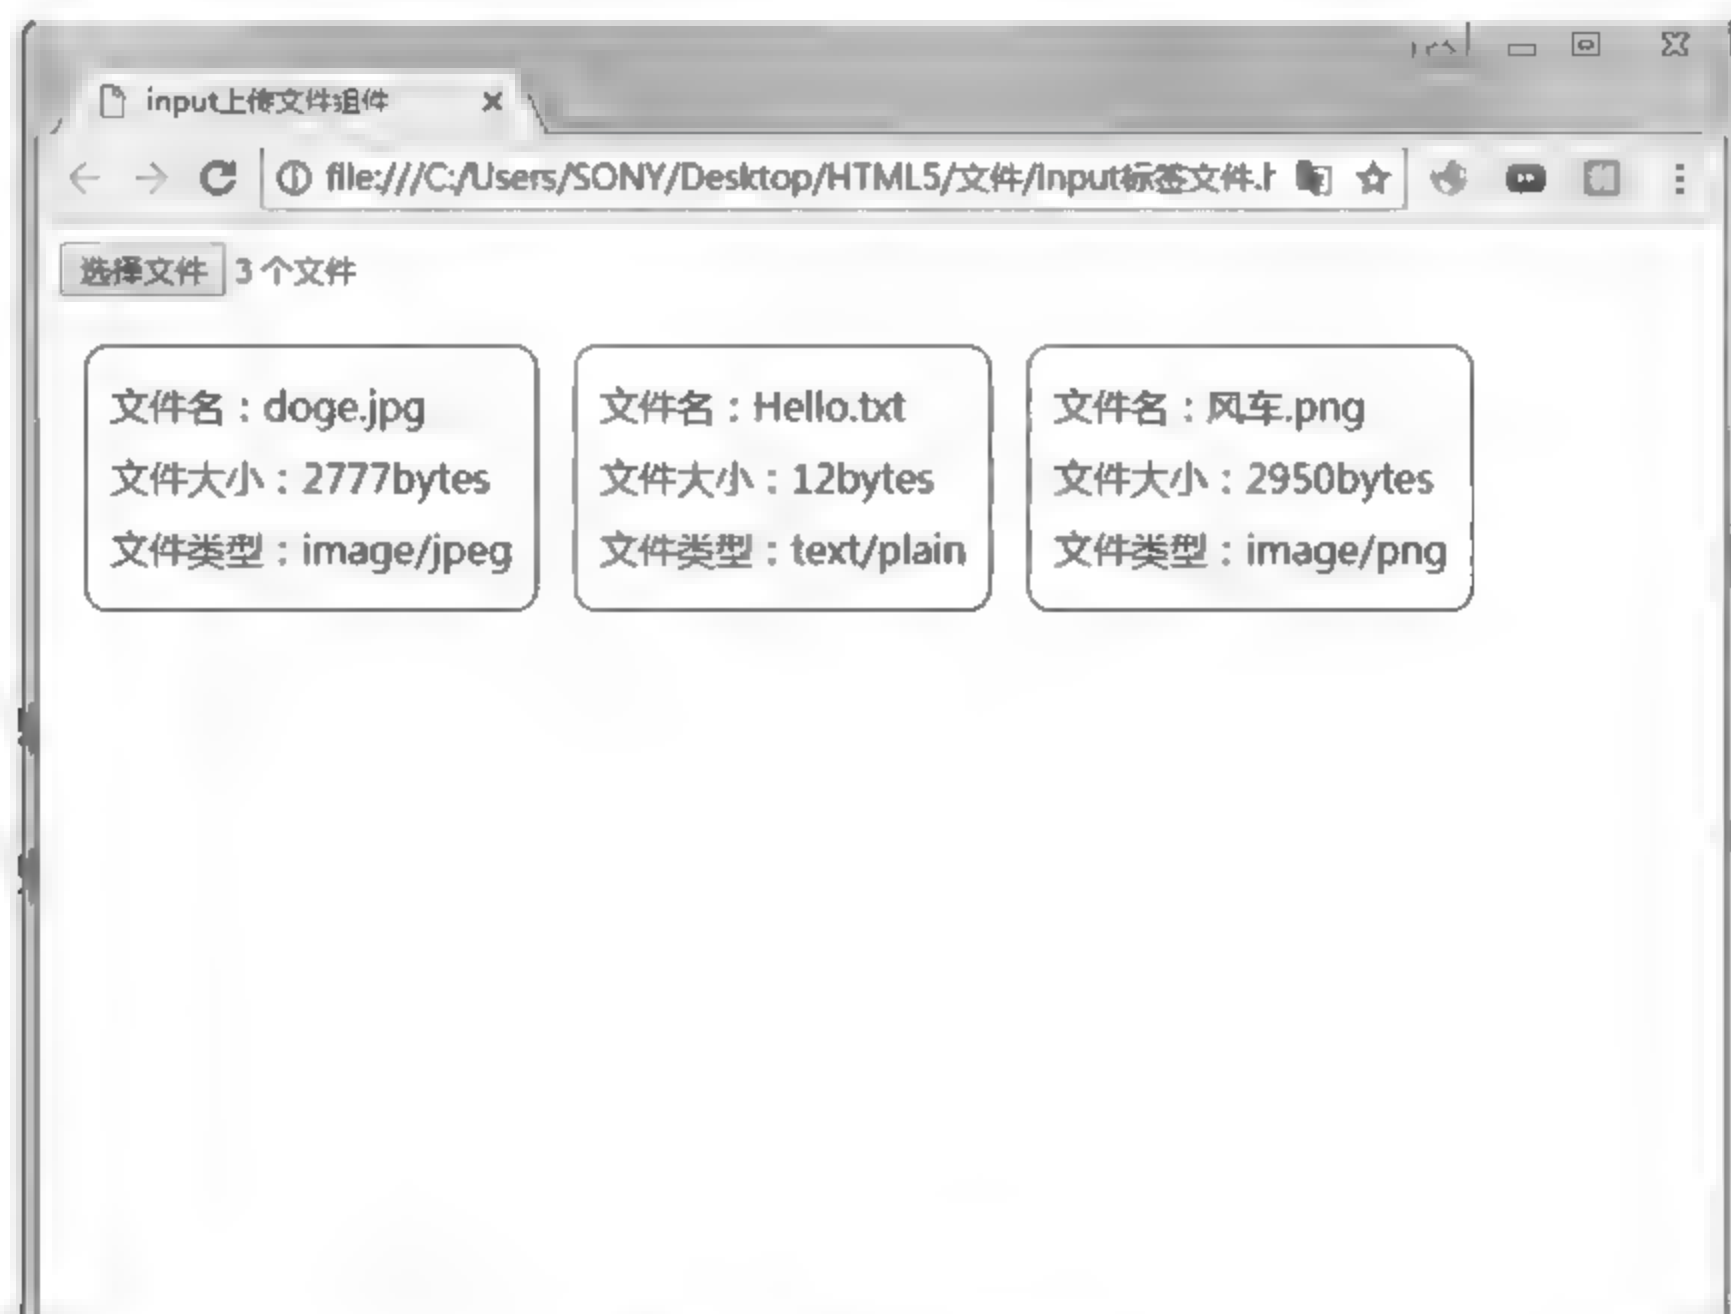 input上传文件组件
file:///C:/Users/SONY/Desktop/HTML5/文件/input标签文件.h
选择文件 3 个文件
文件名：doge.jpg
文件大小：2777bytes
文件类型：image/jpeg
文件名：Hello.txt
文件大小：12bytes
文件类型：text/plain
文件名：风车.png
文件大小：2950bytes
文件类型：image/png